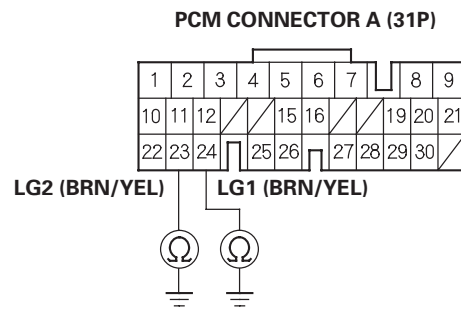 PCM CONNECTOR A (31P)
1 2 3 4 5 6 7 8 9
10 11 12 15 16 19 20 21
22 23 24 25 26 27 28 29 30
LG2 (BRN/YEL) LG1 (BRN/YEL)
Ω Ω